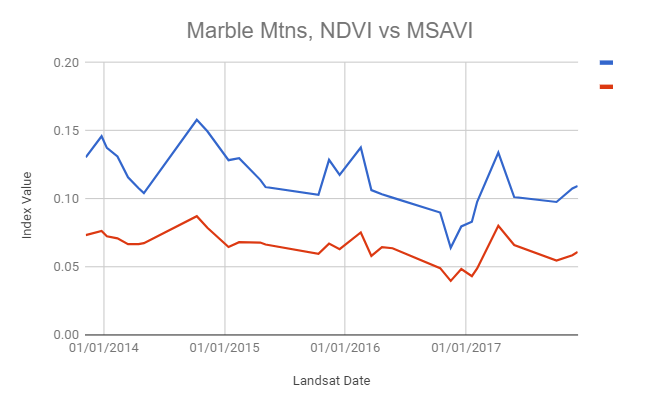 Marble Mtns, NDVI vs MSAVI
0.20
0.15
0.10
0.05
0.00
Index Value
01/01/2014 01/01/2015 01/01/2016 01/01/2017
Landsat Date